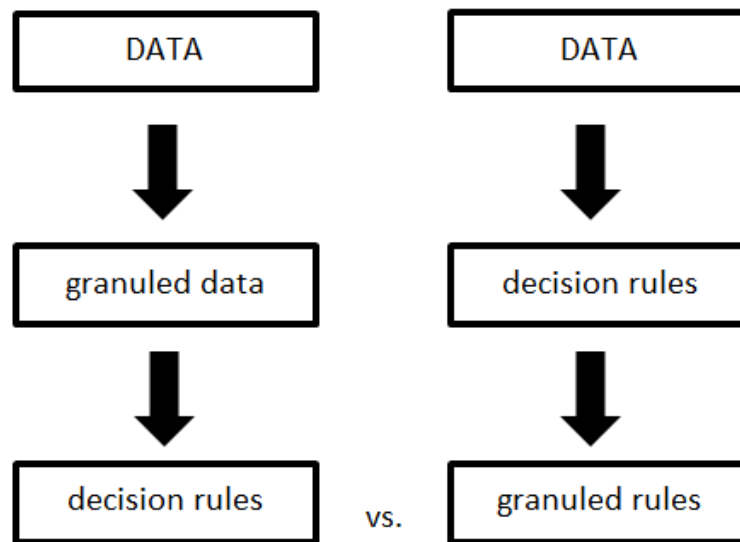 DATA
granuled data
decision rules
vs.
DATA
decision rules
granuled rules